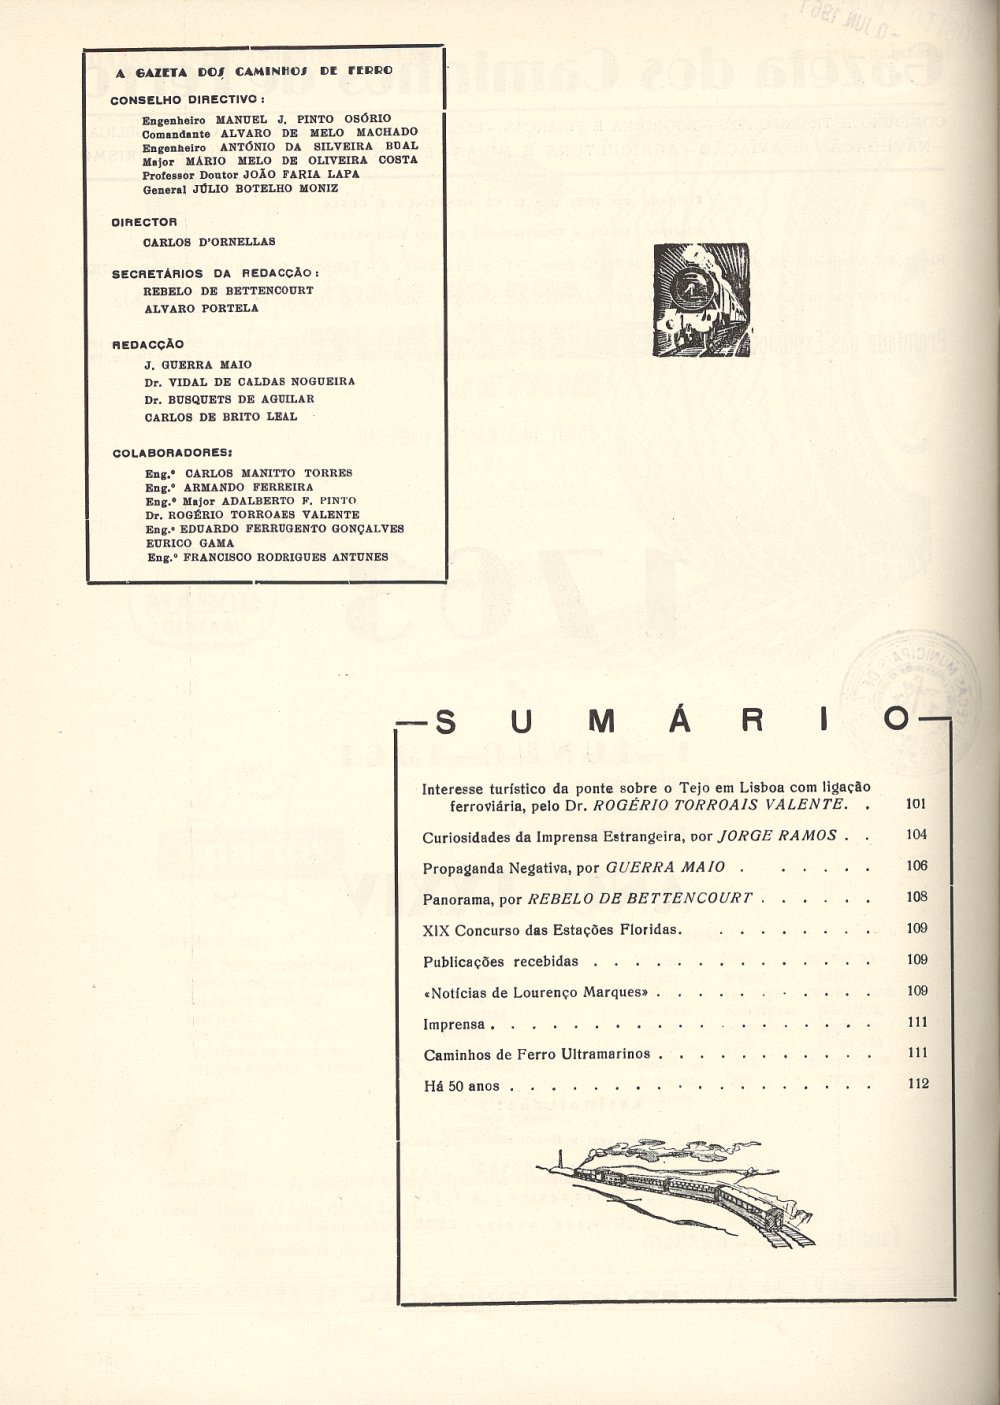 A GAZETA DOS CAMINHOS DE FERRO
CONSELHO DIRECTIVO:
Engenheiro MANUEL J. PINTO OSÓRIO
Comandante ALVARO DE MELO MACHADO
Engenheiro ANTÓNIO DA SILVEIRA BUAL
Major MÁRIO MELO DE OLIVEIRA COSTA
Professor Doutor JOÃO FARIA LAPA
General JÚLIO BOTELHO MONIZ
DIRECTOR
CARLOS D'ORNELLAS
SECRETÁRIOS DA REDACÇÃO:
REBELO DE BETTENCOURT
ALVARO PORTELA
REDACÇÃO
J. GUERRA MAIO
Dr. VIDAL DE CALDAS NOGUEIRA
Dr. BUSQUETS DE AGUILAR
CARLOS DE BRITO LEAL
COLABORADORES:
Eng.º CARLOS MANITTO TORRES
Eng.º ARMANDO FERREIRA
Eng.º Major ADALBERTO F. PINTO
Dr. ROGÉRIO TORROAES VALENTE
Eng.º EDUARDO FERRUGENTO GONÇALVES
EURICO GAMA
Eng.º FRANCISCO RODRIGUES ANTUNES
SUMÁRIO
Interesse turístico da ponte sobre o Tejo em Lisboa com ligação
ferroviária, pelo Dr. ROGÉRIO TORROAIS VALENTE. . 101
Curiosidades da Imprensa Estrangeira, por JORGE RAMOS . . 104
Propaganda Negativa, por GUERRA MAIO . . . . . . 106
Panorama, por REBELO DE BETTENCOURT . . . . . . 108
XIX Concurso das Estações Floridas. . . . . . . . . 109
Publicações recebidas . . . . . . . . . . . 109
«Notícias de Lourenço Marques» . . . . . . . . . 109
Imprensa . . . . . . . . . . . . . . . 111
Caminhos de Ferro Ultramarinos . . . . . . . . . 111
Há 50 anos . . . . . . . . . . . . . . 112